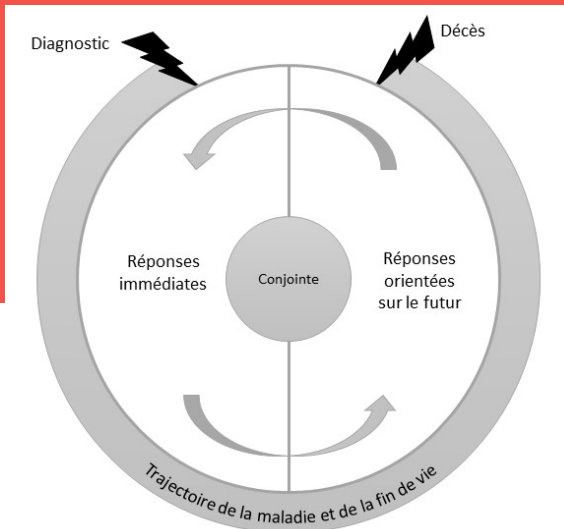 Diagnostic
Décès
Réponses
immédiates
Conjointe
Réponses
orientées
sur le futur
Trajectoire de la maladie et de la fin de vie